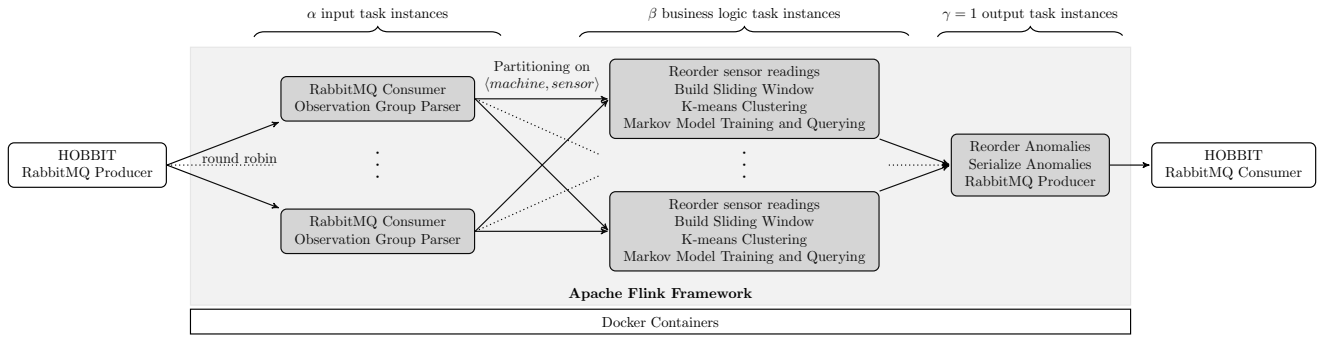 α input task instances
β business logic task instances
γ = 1 output task instances
Partitioning on
⟨machine, sensor⟩
RabbitMQ Consumer
Observation Group Parser
Reorder sensor readings
Build Sliding Window
K-means Clustering
Markov Model Training and Querying
HOBBIT
RabbitMQ Producer
round robin
Reorder Anomalies
Serialize Anomalies
RabbitMQ Producer
HOBBIT
RabbitMQ Consumer
RabbitMQ Consumer
Observation Group Parser
Reorder sensor readings
Build Sliding Window
K-means Clustering
Markov Model Training and Querying
Apache Flink Framework
Docker Containers